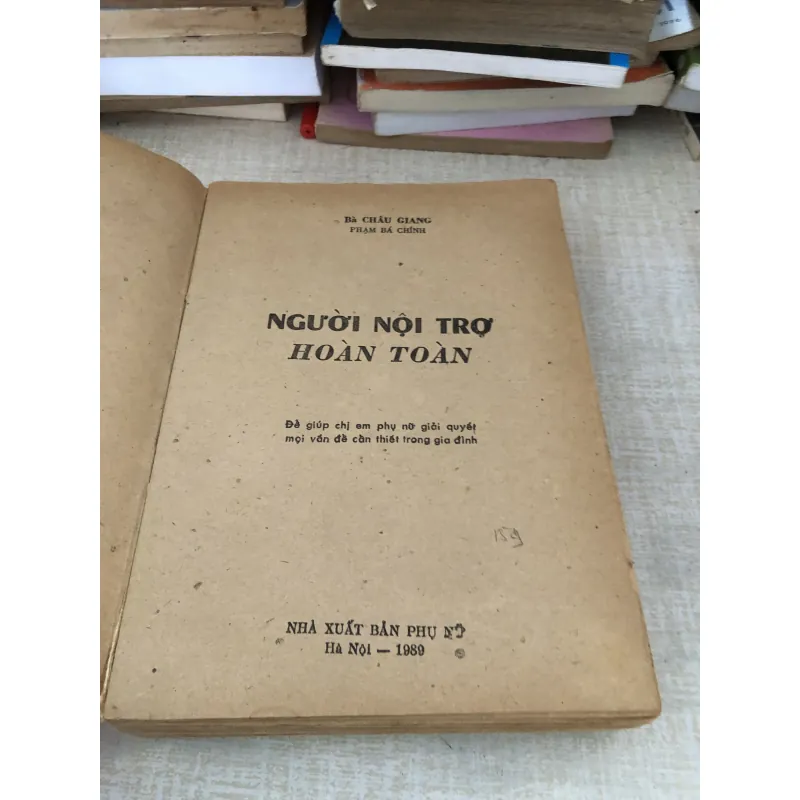 Bà CHÂU GIANG
PHẠM BÁ CHÍNH
NGƯỜI NỘI TRỢ
HOÀN TOÀN
Để giúp chị em phụ nữ giải quyết
mọi vấn đề cần thiết trong gia đình
159
NHÀ XUẤT BẢN PHỤ NỮ
Hà Nội — 1989